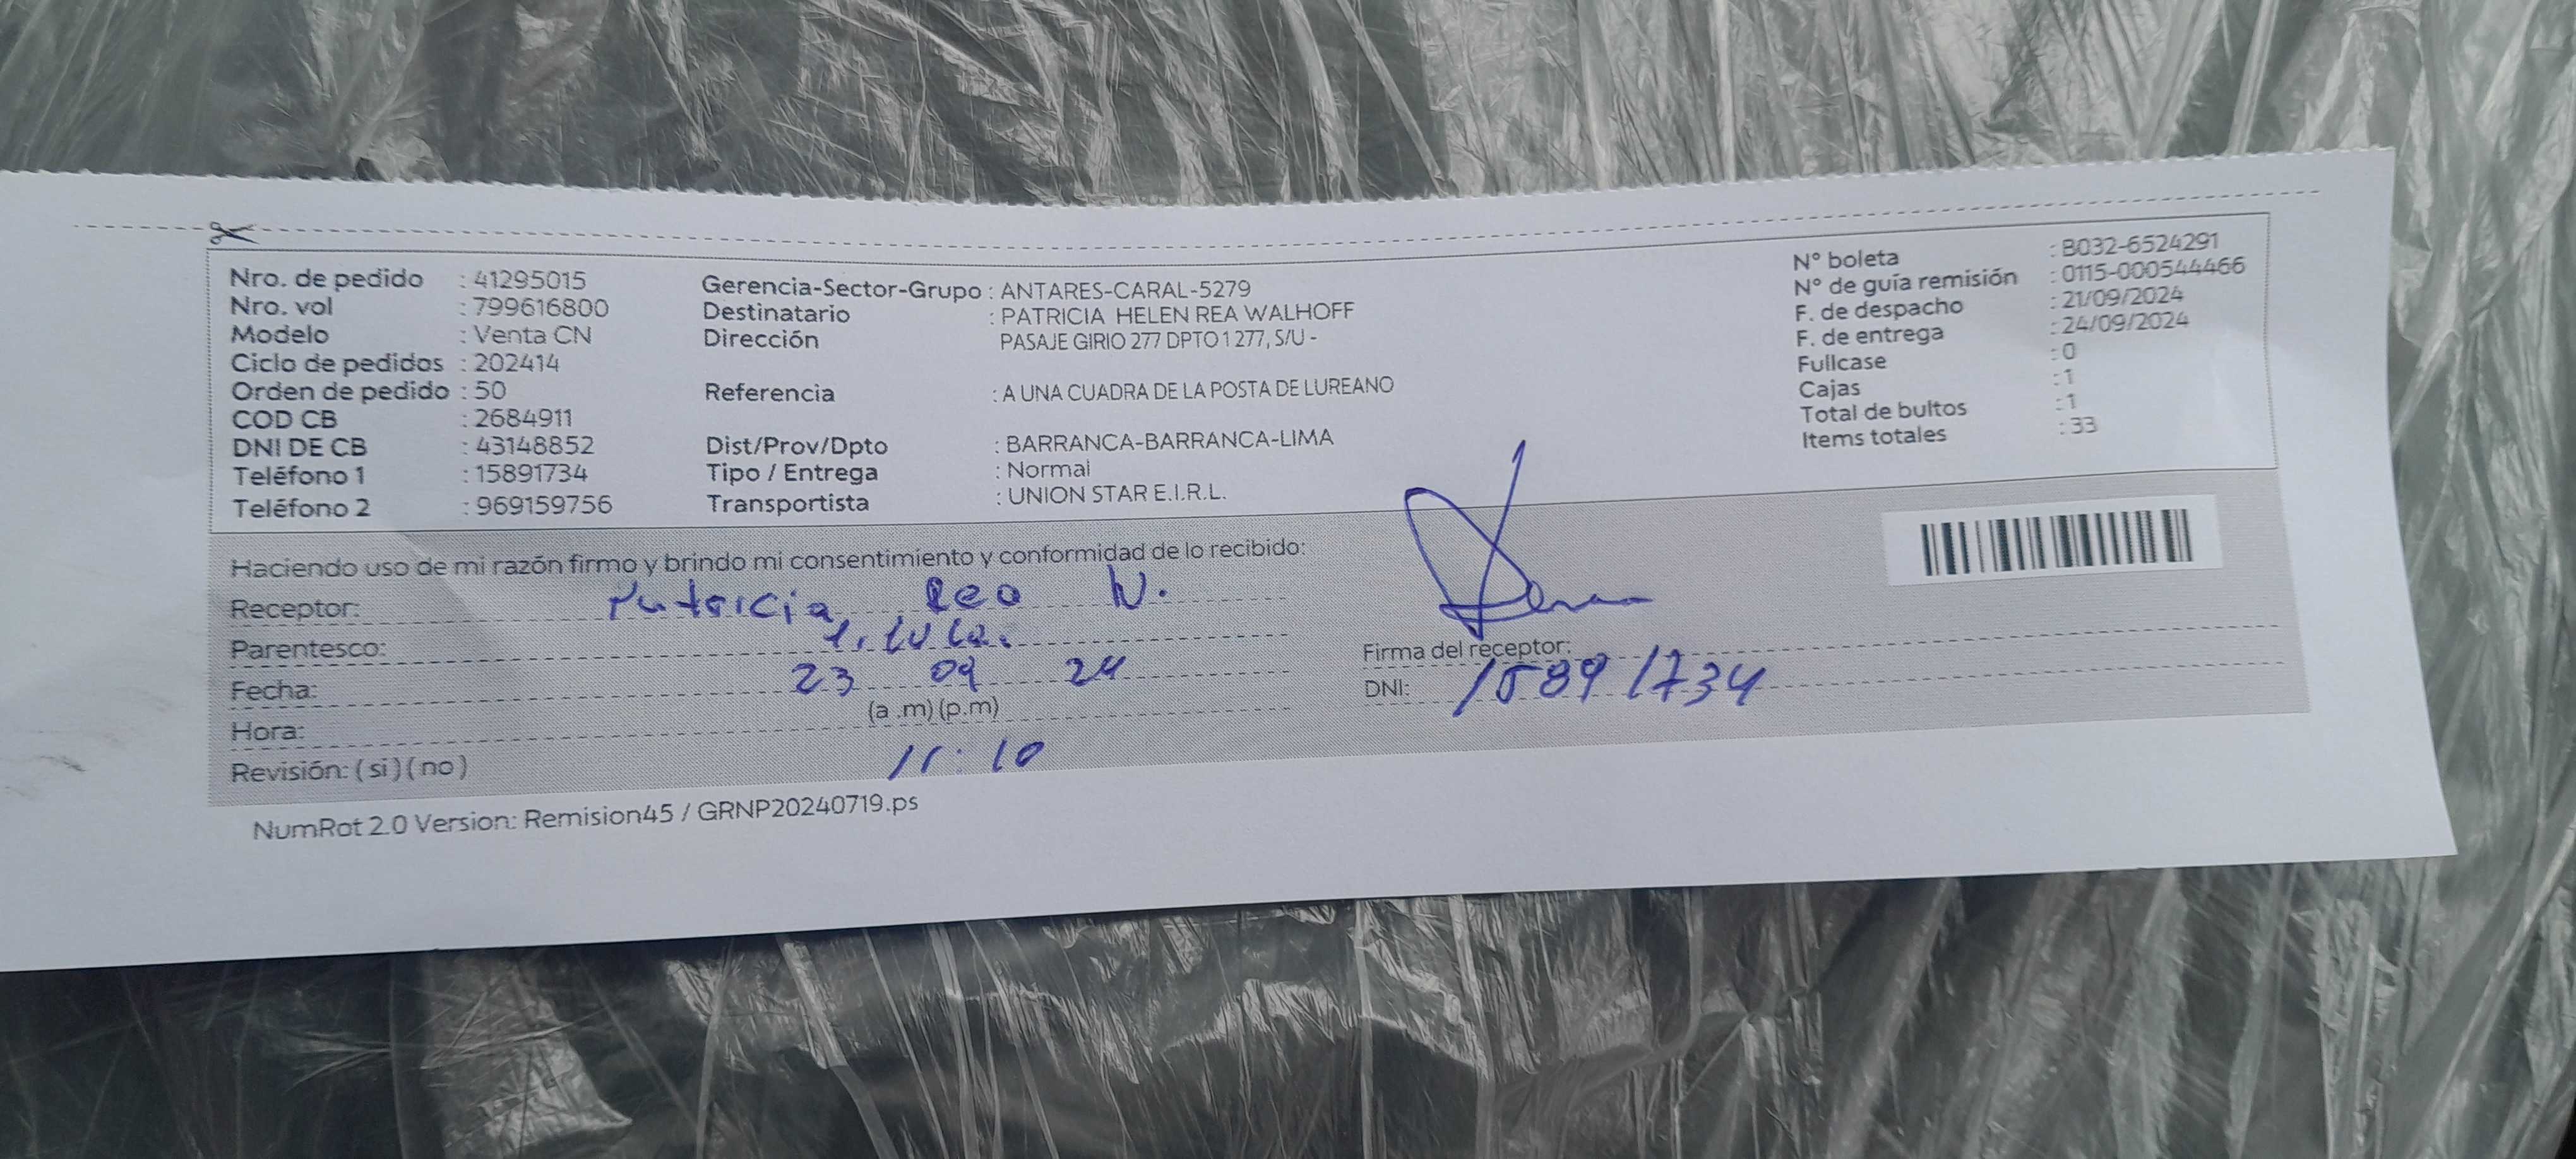 Nro. de pedido : 41295015
Nro. vol : 799616800
Modelo : Venta CN
Ciclo de pedidos : 202414
Orden de pedido : 50
COD CB : 2684911
DNI DE CB : 43148852
Teléfono 1 : 15891734
Teléfono 2 : 969159756
Gerencia-Sector-Grupo : ANTARES-CARAL-5279
Destinatario : PATRICIA HELEN REA WALHOFF
Dirección PASAJE GIRIO 277 DPTO 1 277, S/U -
Referencia : A UNA CUADRA DE LA POSTA DE LUREANO
Dist/Prov/Dpto : BARRANCA-BARRANCA-LIMA
Tipo / Entrega : Normal
Transportista : UNION STAR E.I.R.L.
N° boleta : B032-6524291
N° de guía remisión : 0115-000544466
F. de despacho : 21/09/2024
F. de entrega : 24/09/2024
Fullcase : 0
Cajas : 1
Total de bultos : 1
Items totales : 33
Haciendo uso de mi razón firmo y brindo mi consentimiento y conformidad de lo recibido:
Receptor: Patricia Rea W.
Parentesco:
Fecha: 23 09 24
(a .m) (p.m)
Hora:
11:10
Revisión: ( si ) ( no )
Firma del receptor:
DNI: 15891734
NumRot 2.0 Version: Remision45 / GRNP20240719.ps